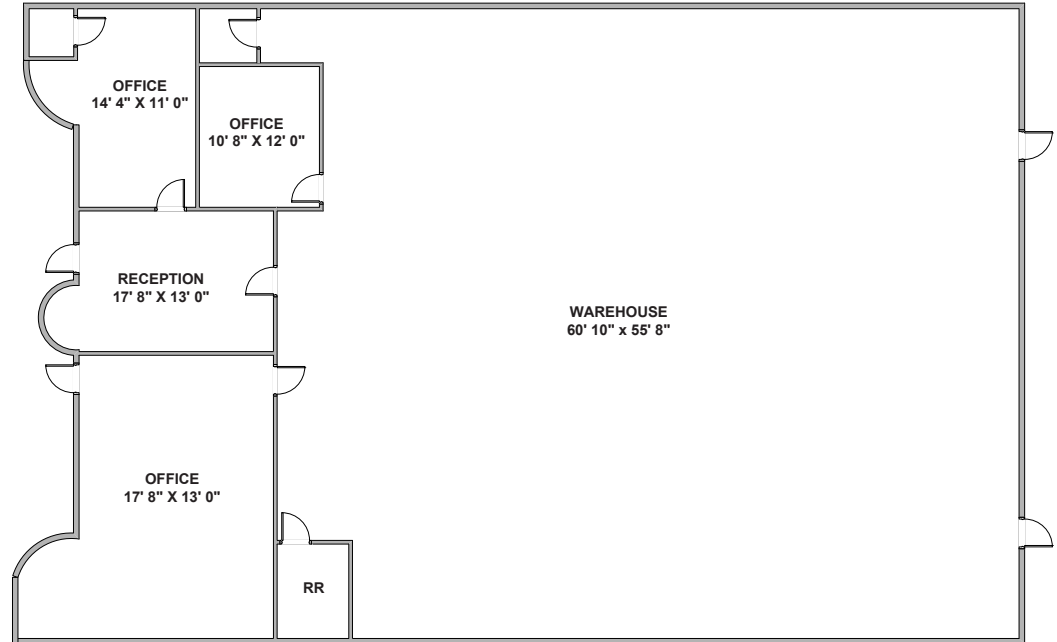 OFFICE
14' 4" X 11' 0"
OFFICE
10' 8" X 12' 0"
RECEPTION
17' 8" X 13' 0"
WAREHOUSE
60' 10" x 55' 8"
OFFICE
17' 8" X 13' 0"
RR